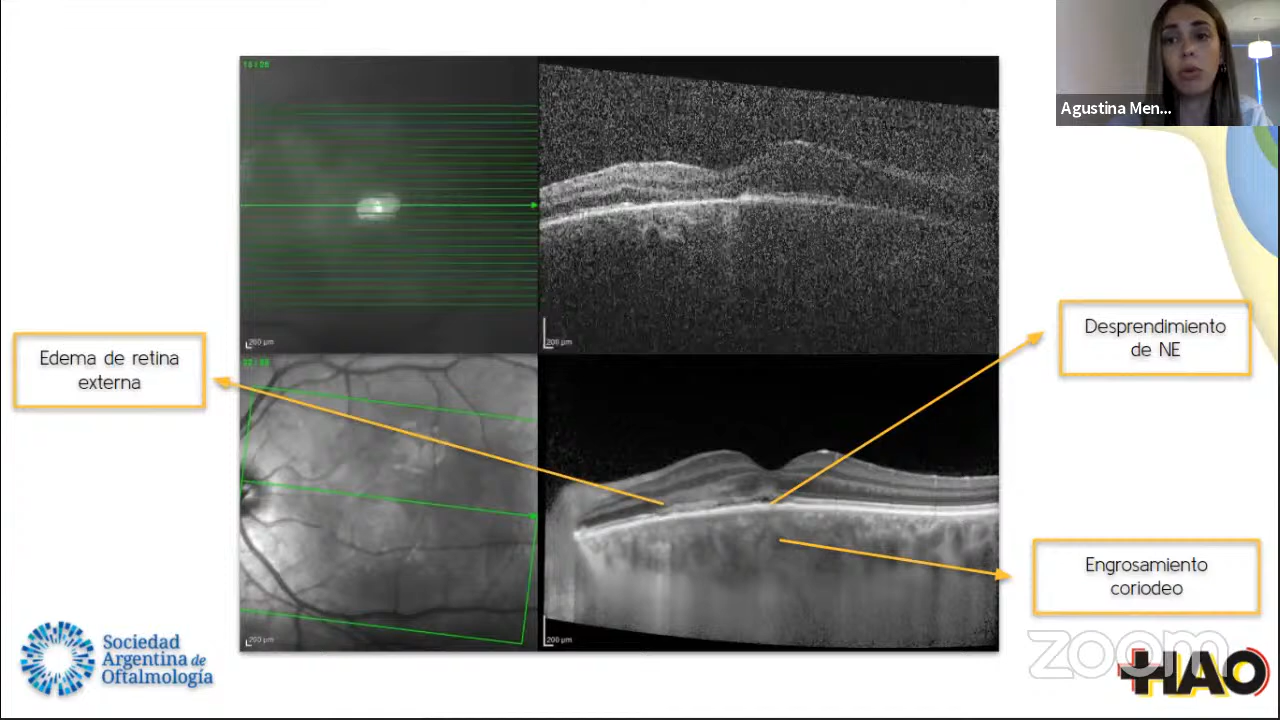 Agustina Men...
200 µm
200 µm
Edema de retina
externa
Desprendimiento
de NE
200 µm
200 µm
Engrosamiento
coriodeo
Sociedad
Argentina de
Oftalmología
zoom
HAO